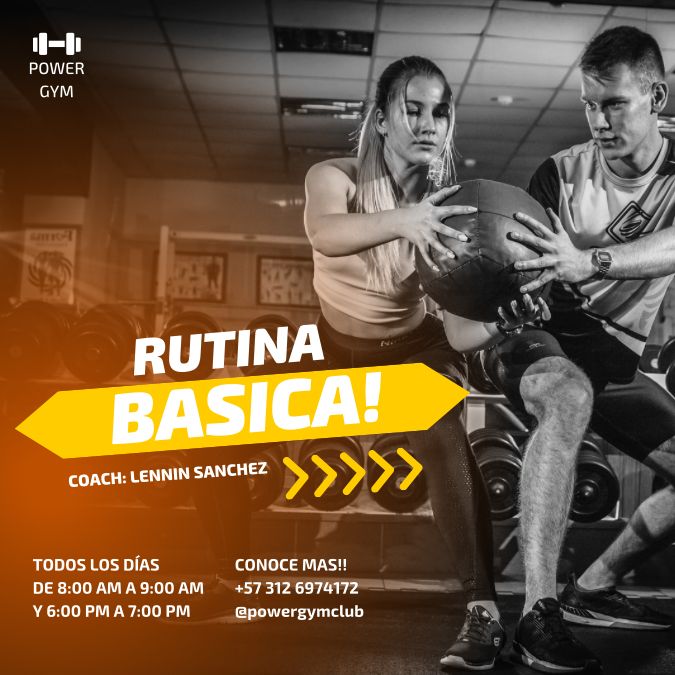 POWER
GYM
RUTINA
BASICA!
COACH: LENNIN SANCHEZ
TODOS LOS DÍAS
DE 8:00 AM A 9:00 AM
Y 6:00 PM A 7:00 PM
CONOCE MAS!!
+57 312 6974172
@powergymclub